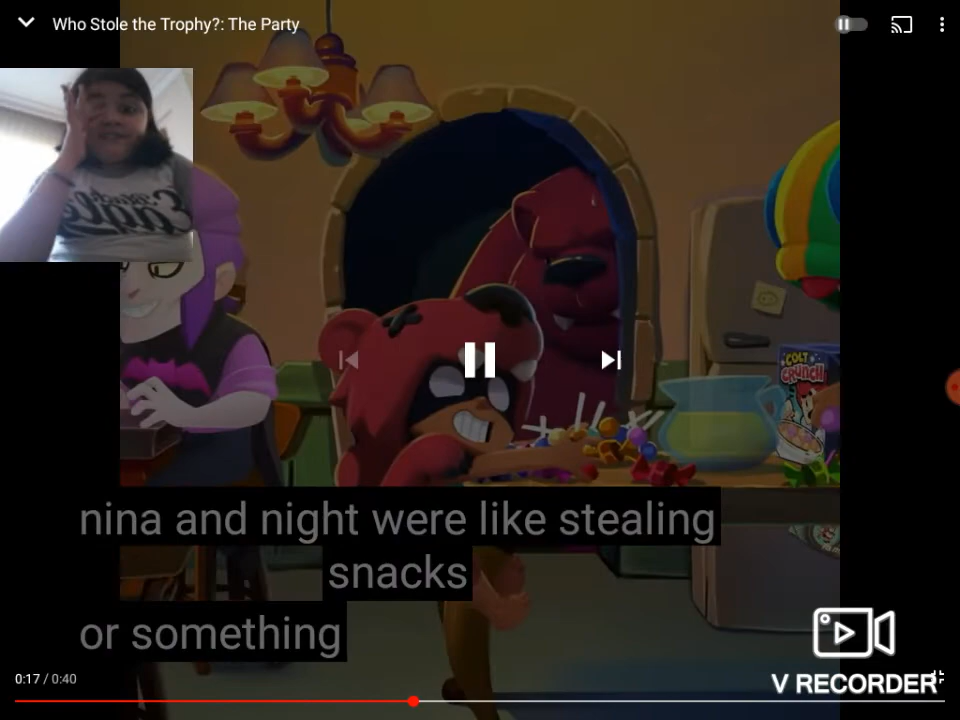 Who Stole the Trophy?: The Party
COLT
CRUNCH
nina and night were like stealing
snacks
or something
0:17 / 0:40
V RECORDER